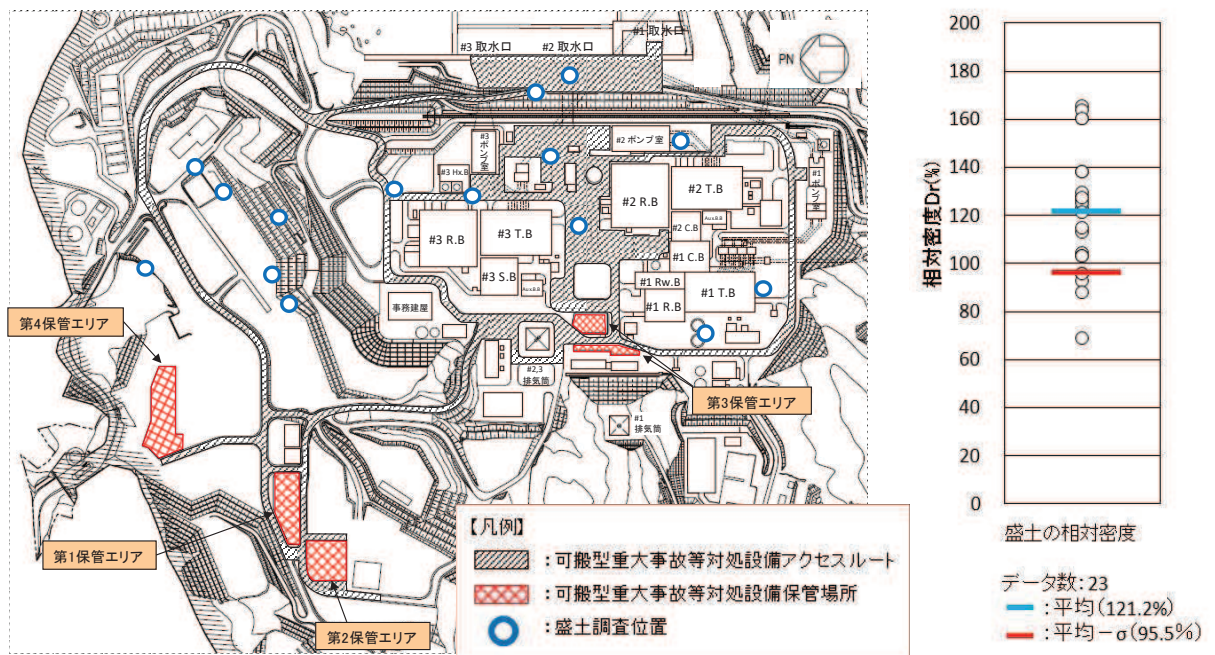 #1 取水口
#2 取水口
#3 取水口
PN
#3
ポンプ室
#2 ポンプ室
#1
ポンプ室
#3 Hx.B
#2 R.B
#2 T.B
#3 R.B
#3 T.B
#2 C.B
Aux.B.B
#1 C.B
#3 S.B
Aux.B.B
#1 Rw.B
#1 R.B
#1 T.B
事務建屋
第4保管エリア
#2,3
排気筒
第3保管エリア
#1
排気筒
第1保管エリア
第2保管エリア
【凡例】
:可搬型重大事故等対処設備アクセスルート
:可搬型重大事故等対処設備保管場所
:盛土調査位置
相対密度Dr(%)
200
180
160
140
120
100
80
60
40
20
0
盛土の相対密度
データ数:23
:平均(121.2%)
:平均-σ(95.5%)